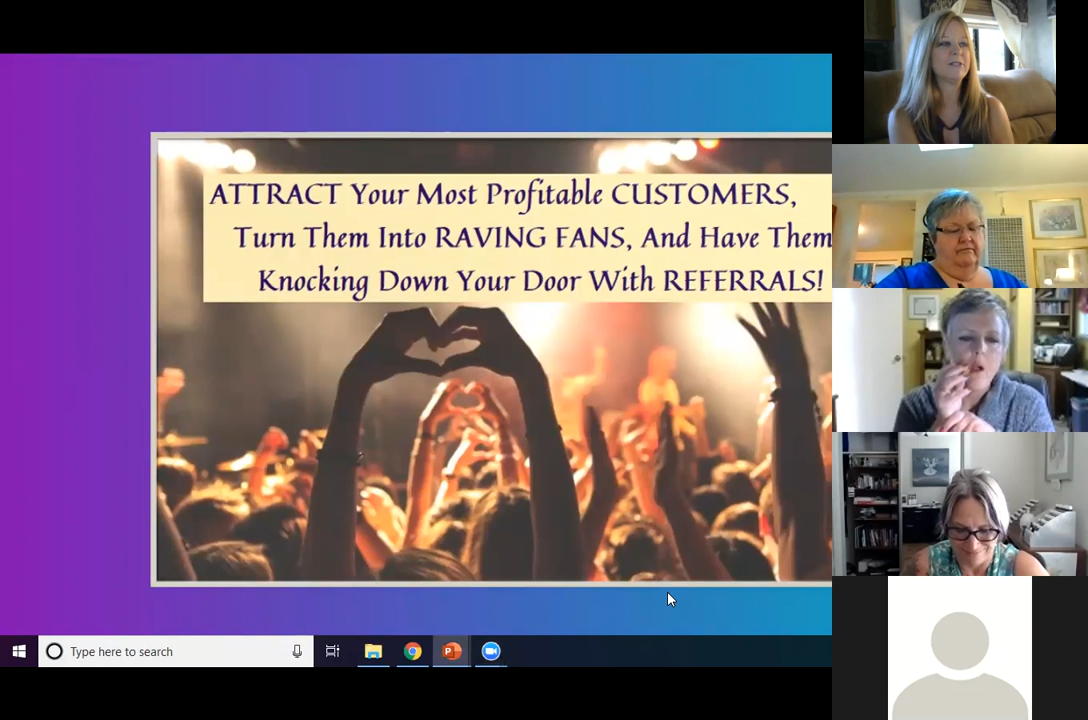 ATTRACT Your Most Profitable CUSTOMERS,
Turn Them Into RAVING FANS, And Have Them
Knocking Down Your Door With REFERRALS!
Type here to search